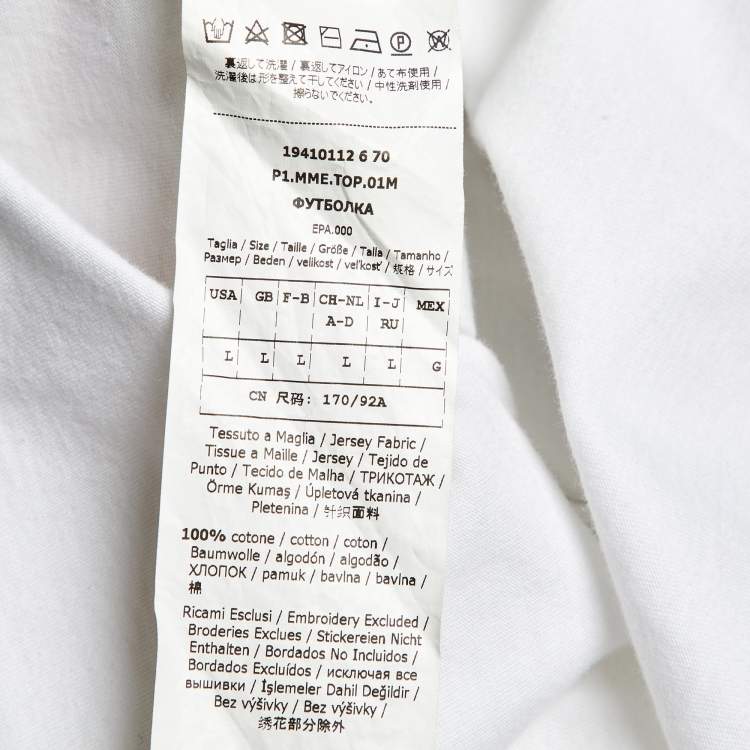 裏返して洗濯 / 裏返してアイロン / あて布使用 /
洗濯後は形を整えて干してください / 中性洗剤使用 /
擦らないでください。
19410112 6 70
P1.MME.TOP.01M
ФУТБОЛКА
EPA.000
Taglia / Size / Taille / Größe / Talla / Tamanho /
Размер / Beden / velikost / veľkosť / 规格 / サイズ
USA GB F-B CH-NL I-J MEX
A-D RU
L L L L L G
CN 尺码: 170/92A
Tessuto a Maglia / Jersey Fabric /
Tissue a Maille / Jersey / Tejido de
Punto / Tecido de Malha / ТРИКОТАЖ /
Örme Kumaş / Úpletová tkanina /
Pletenina / 针织面料
100% cotone / cotton / coton /
Baumwolle / algodón / algodão /
ХЛОПОК / pamuk / bavlna / bavlna /
棉
Ricami Esclusi / Embroidery Excluded /
Broderies Exclues / Stickereien Nicht
Enthalten / Bordados No Incluidos /
Bordados Excluídos / исключая все
вышивки / İşlemeler Dahil Değildir /
Bez výšivky / Bez výšivky /
绣花部分除外